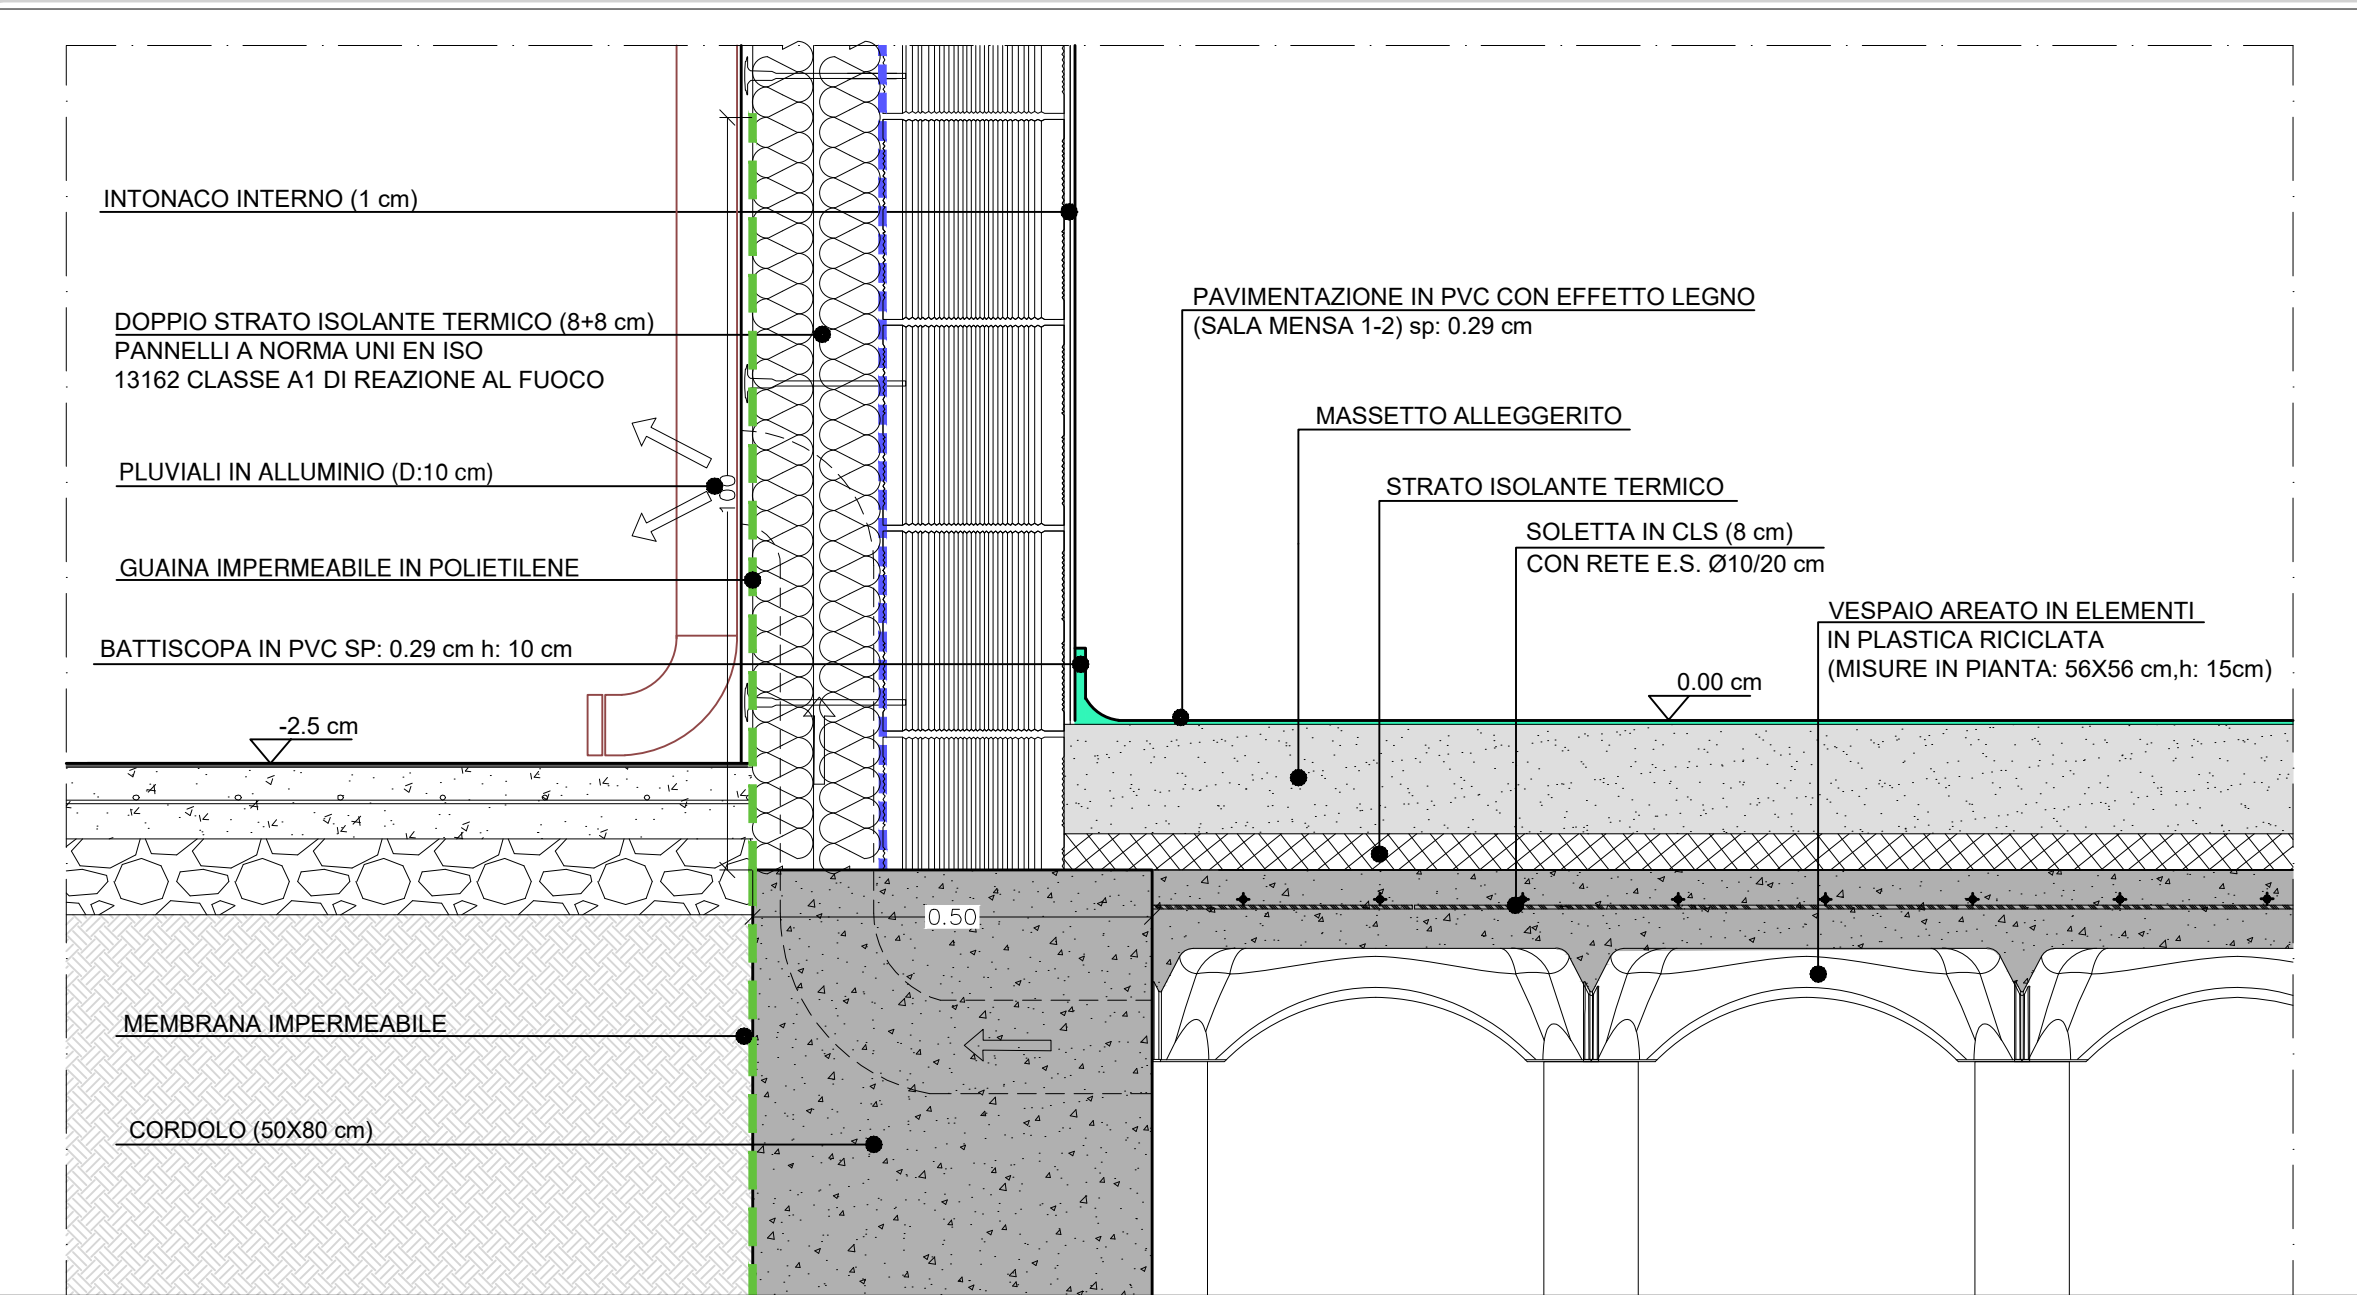 INTONACO INTERNO (1 cm)
DOPPIO STRATO ISOLANTE TERMICO (8+8 cm)
PANNELLI A NORMA UNI EN ISO
13162 CLASSE A1 DI REAZIONE AL FUOCO
PLUVIALI IN ALLUMINIO (D:10 cm)
GUAINA IMPERMEABILE IN POLIETILENE
BATTISCOPA IN PVC SP: 0.29 cm h: 10 cm
-2.5 cm
MEMBRANA IMPERMEABILE
CORDOLO (50X80 cm)
0.50
PAVIMENTAZIONE IN PVC CON EFFETTO LEGNO
(SALA MENSA 1-2) sp: 0.29 cm
MASSETTO ALLEGGERITO
STRATO ISOLANTE TERMICO
SOLETTA IN CLS (8 cm)
CON RETE E.S. Ø10/20 cm
VESPAIO AREATO IN ELEMENTI
IN PLASTICA RICICLATA
(MISURE IN PIANTA: 56X56 cm,h: 15cm)
0.00 cm